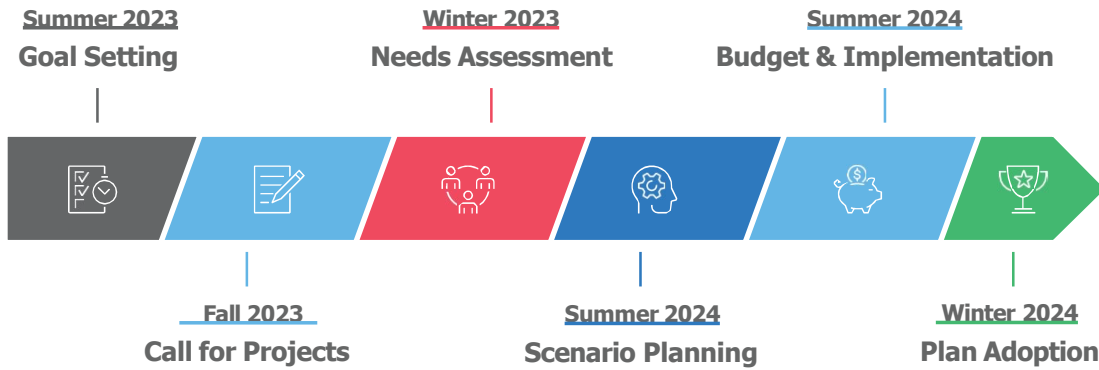 Summer 2023
Goal Setting
Winter 2023
Needs Assessment
Summer 2024
Budget & Implementation
$
Fall 2023
Call for Projects
Summer 2024
Scenario Planning
Winter 2024
Plan Adoption